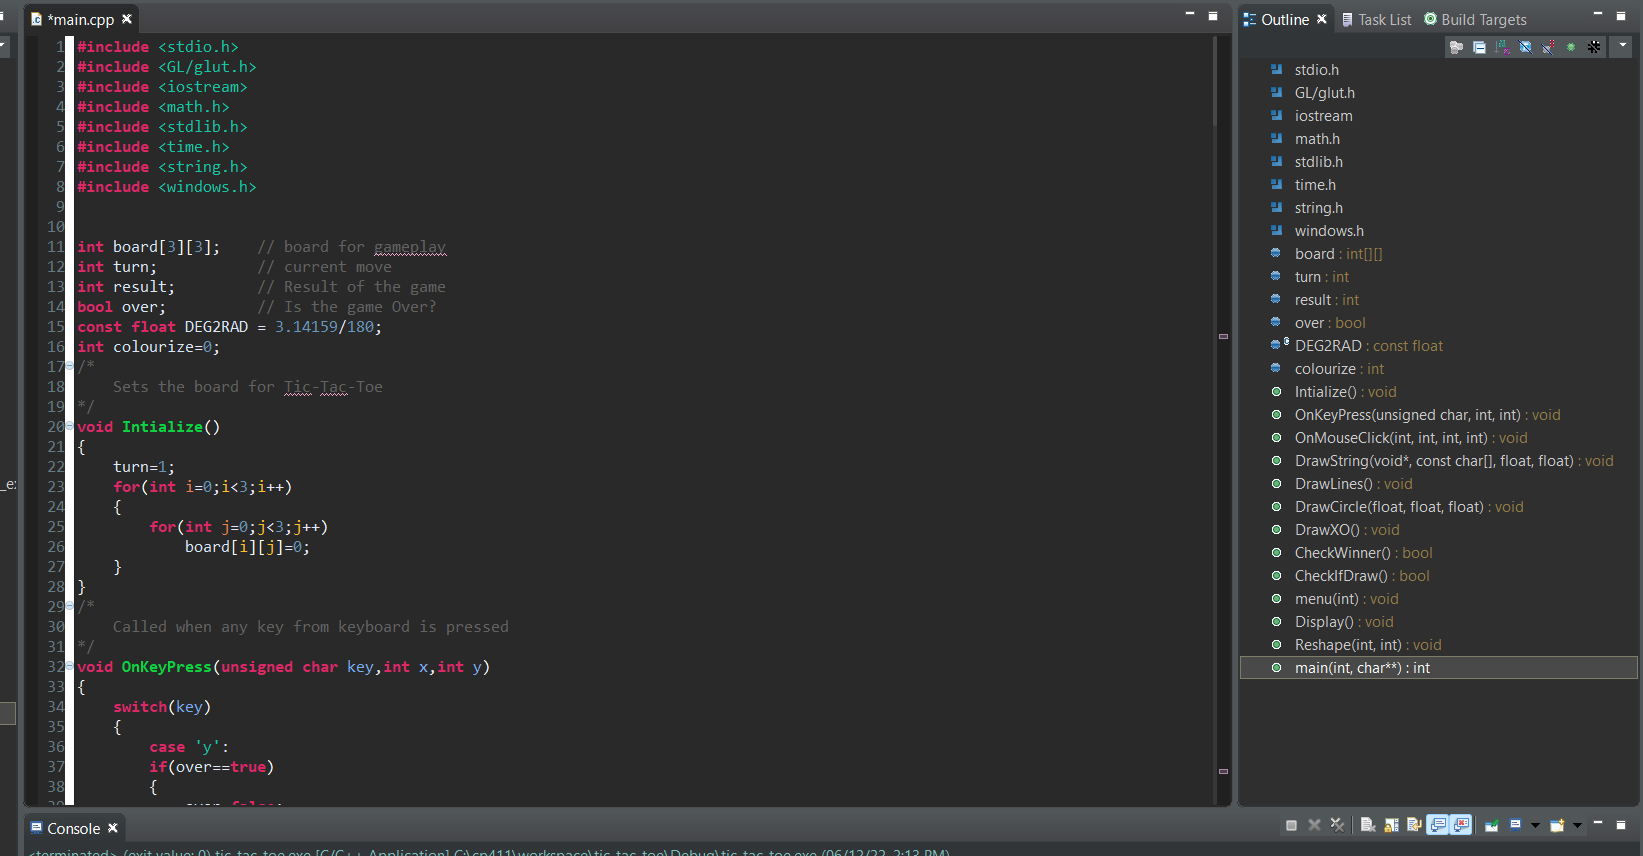 *main.cpp
1 #include <stdio.h>
2 #include <GL/glut.h>
3 #include <iostream>
4 #include <math.h>
5 #include <stdlib.h>
6 #include <time.h>
7 #include <string.h>
8 #include <windows.h>
9
10
11 int board[3][3];    // board for gameplay
12 int turn;           // current move
13 int result;         // Result of the game
14 bool over;          // Is the game Over?
15 const float DEG2RAD = 3.14159/180;
16 int colourize=0;
17 /*
18     Sets the board for Tic-Tac-Toe
19 */
20 void Intialize()
21 {
22     turn=1;
23     for(int i=0;i<3;i++)
24     {
25         for(int j=0;j<3;j++)
26             board[i][j]=0;
27     }
28 }
29 /*
30     Called when any key from keyboard is pressed
31 */
32 void OnKeyPress(unsigned char key,int x,int y)
33 {
34     switch(key)
35     {
36         case 'y':
37         if(over==true)
38         {
_e
Outline Task List Build Targets
stdio.h
GL/glut.h
iostream
math.h
stdlib.h
time.h
string.h
windows.h
board : int[][]
turn : int
result : int
over : bool
DEG2RAD : const float
colourize : int
Intialize() : void
OnKeyPress(unsigned char, int, int) : void
OnMouseClick(int, int, int, int) : void
DrawString(void*, const char[], float, float) : void
DrawLines() : void
DrawCircle(float, float, float) : void
DrawXO() : void
CheckWinner() : bool
CheckIfDraw() : bool
menu(int) : void
Display() : void
Reshape(int, int) : void
main(int, char**) : int
Console
<terminated> (exit value: 0) tic-tac-toe.exe [C/C++ Application] C:\cp411\workspace\tic-tac-toe\Debug\tic-tac-toe.exe (06/12/22, 2:13 PM)